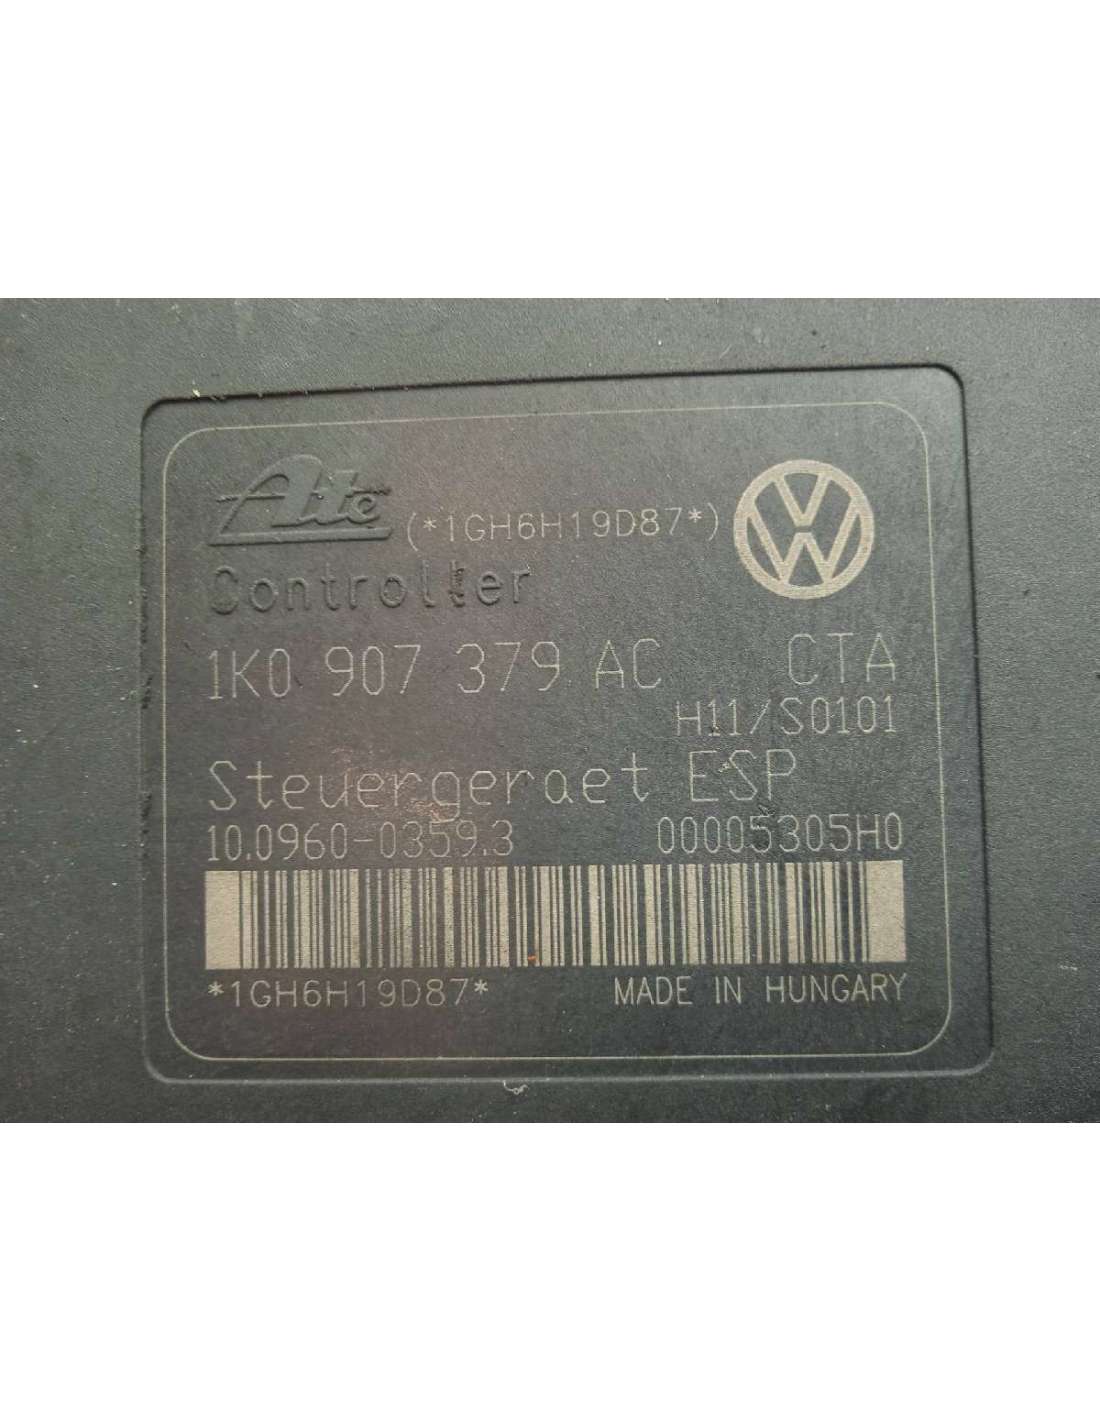 Ate (*1GH6H19D87*)
Controller
1K0 907 379 AC CTA
H11/S0101
Steuergeraet ESP
10.0960-0359.3 00005305H0
*1GH6H19D87* MADE IN HUNGARY